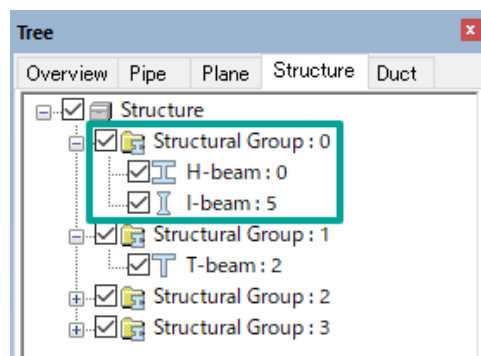 Tree
x
Overview Pipe Plane Structure Duct
Structure
Structural Group : 0
H-beam : 0
I-beam : 5
Structural Group : 1
T-beam : 2
Structural Group : 2
Structural Group : 3